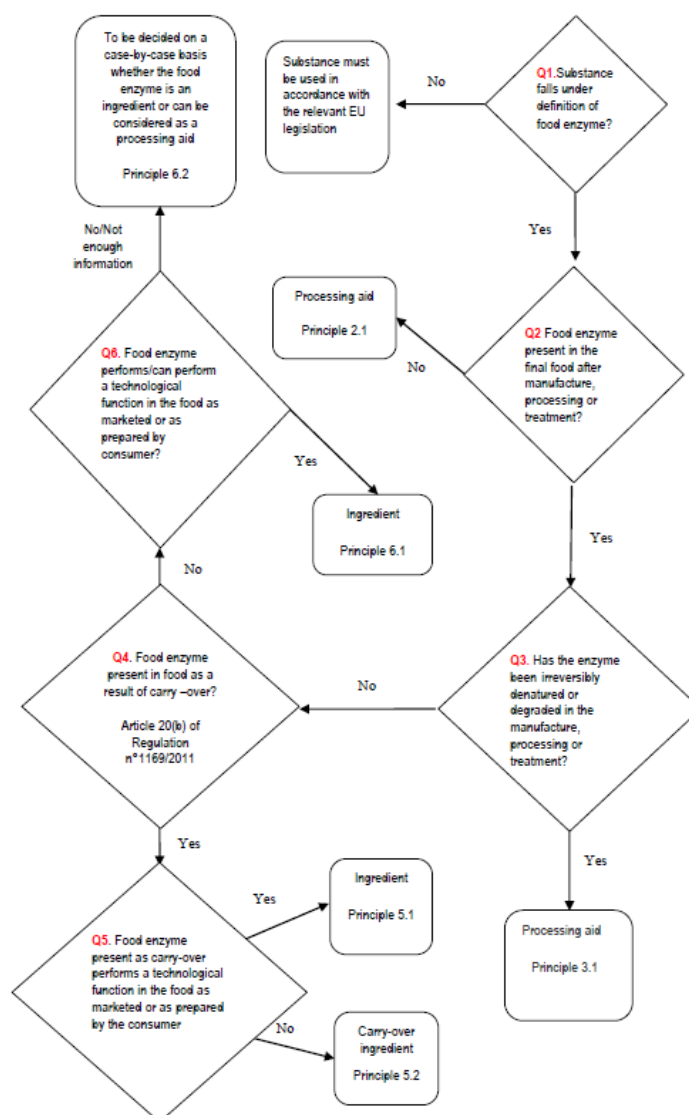 To be decided on a
case-by-case basis
whether the food
enzyme is an
ingredient or can be
considered as a
processing aid
Principle 6.2
Substance must
be used in
accordance with
the relevant EU
legislation
No
Q1.Substance
falls under
definition of
food enzyme?
Yes
No/Not
enough
information
Processing aid
Principle 2.1
No
Q2 Food enzyme
present in the
final food after
manufacture,
processing or
treatment?
Q6. Food enzyme
performs/can perform
a technological
function in the food as
marketed or as
prepared by
consumer?
Yes
Ingredient
Principle 6.1
Yes
No
Q4. Food enzyme
present in food as a
result of carry –over?
Article 20(b) of
Regulation
n°1169/2011
No
Q3. Has the enzyme
been irreversibly
denatured or
degraded in the
manufacture,
processing or
treatment?
Yes
Yes
Q5. Food enzyme
present as carry-over
performs a technological
function in the food as
marketed or as prepared
by the consumer
Yes
Ingredient
Principle 5.1
No
Carry-over
ingredient
Principle 5.2
Processing aid
Principle 3.1